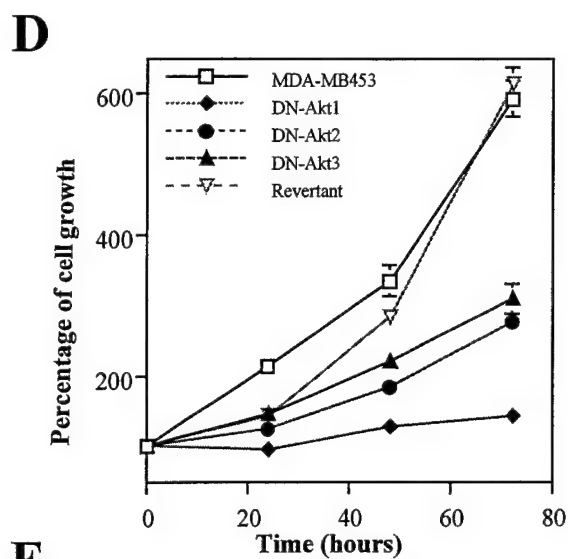 D
MDA-MB453
DN-Akt1
DN-Akt2
DN-Akt3
Revertant
600
400
200
Percentage of cell growth
0 20 40 60 80
Time (hours)